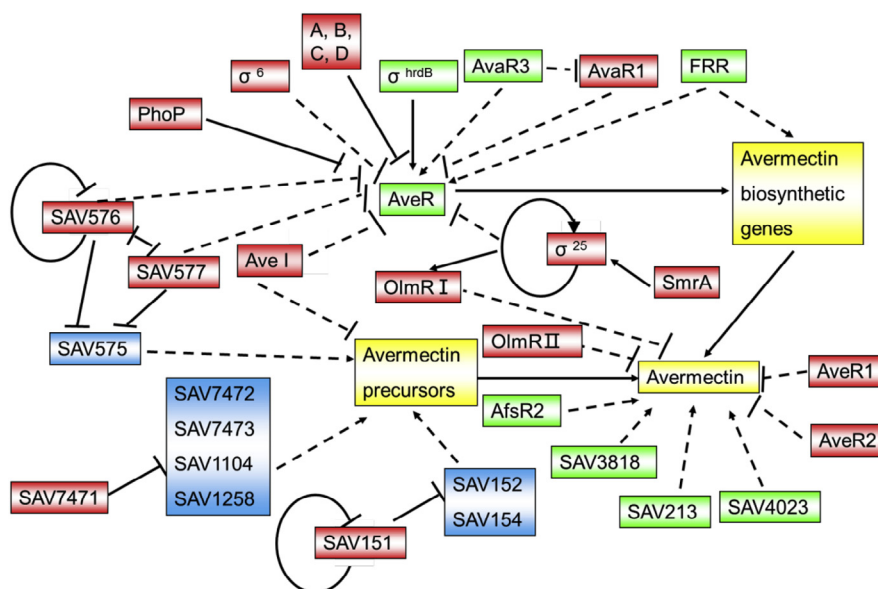 A, B,
C, D
σ 6
σ hrdB
AvaR3
AvaR1
FRR
PhoP
AveR
Avermectin
biosynthetic
genes
SAV576
SAV577
Ave I
σ 25
OlmR I
SmrA
SAV575
OlmR II
Avermectin
precursors
Avermectin
AveR1
AfsR2
AveR2
SAV7472
SAV7473
SAV1104
SAV1258
SAV3818
SAV7471
SAV152
SAV154
SAV213
SAV4023
SAV151